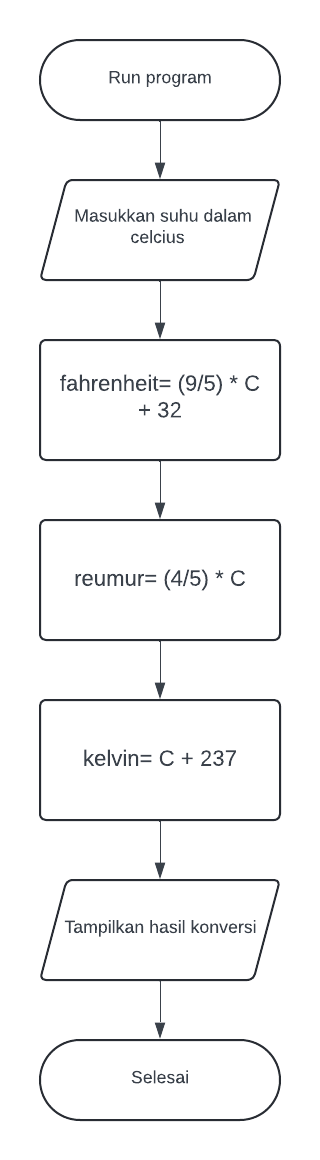 Run program
Masukkan suhu dalam
celcius
fahrenheit= (9/5) * C
+ 32
reumur= (4/5) * C
kelvin= C + 237
Tampilkan hasil konversi
Selesai